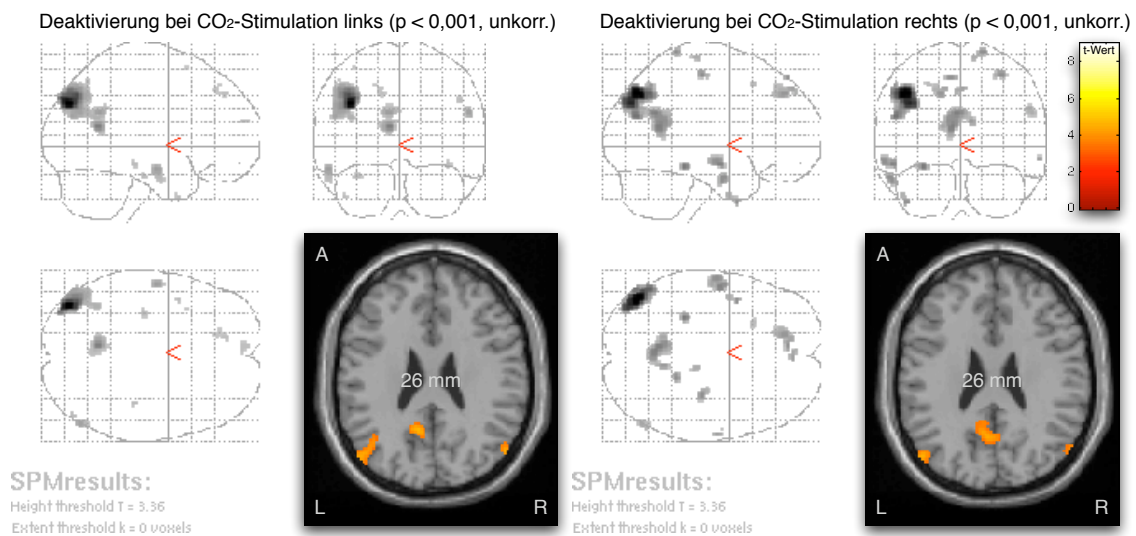 Deaktivierung bei CO₂-Stimulation links (p < 0,001, unkorr.)
Deaktivierung bei CO₂-Stimulation rechts (p < 0,001, unkorr.)
t-Wert
8
6
4
2
0
A
26 mm
L
R
SPMresults:
Height threshold T = 3.36
Extent threshold k = 0 voxels
A
26 mm
L
R
SPMresults:
Height threshold T = 3.36
Extent threshold k = 0 voxels